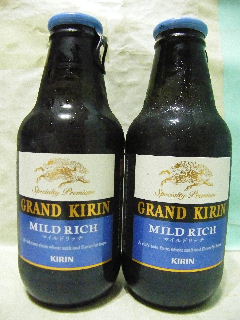 Specialty Premium
GRAND KIRIN
MILD RICH
マイルドリッチ
KIRIN
Specialty Premium
GRAND KIRIN
MILD RICH
マイルドリッチ
KIRIN